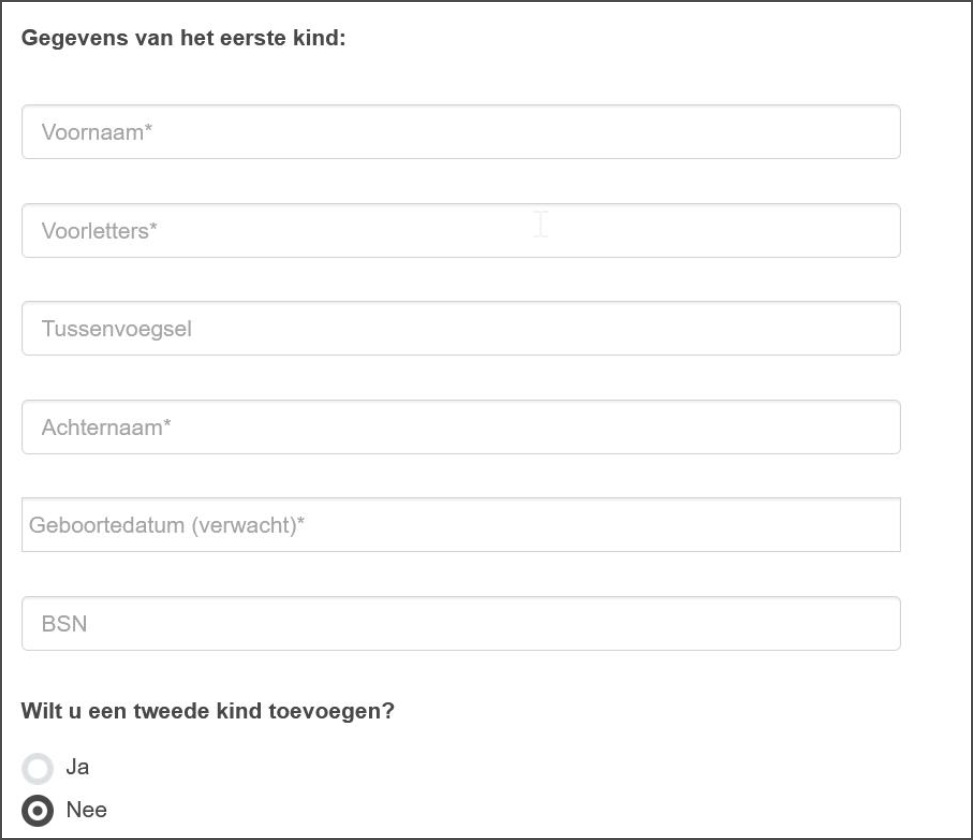 Gegevens van het eerste kind:
Voornaam*
Voorletters*
Tussenvoegsel
Achternaam*
Geboortedatum (verwacht)*
BSN
Wilt u een tweede kind toevoegen?
Ja
Nee